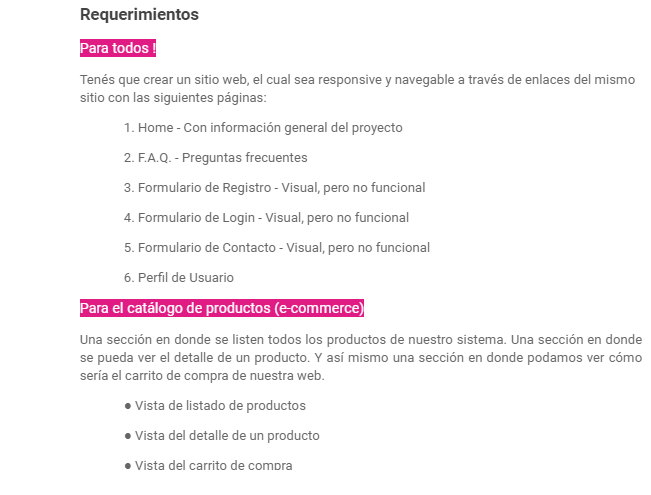 Requerimientos
Para todos !
Tenés que crear un sitio web, el cual sea responsive y navegable a través de enlaces del mismo
sitio con las siguientes páginas:
1. Home - Con información general del proyecto
2. F.A.Q. - Preguntas frecuentes
3. Formulario de Registro - Visual, pero no funcional
4. Formulario de Login - Visual, pero no funcional
5. Formulario de Contacto - Visual, pero no funcional
6. Perfil de Usuario
Para el catálogo de productos (e-commerce)
Una sección en donde se listen todos los productos de nuestro sistema. Una sección en donde
se pueda ver el detalle de un producto. Y así mismo una sección en donde podamos ver cómo
sería el carrito de compra de nuestra web.
● Vista de listado de productos
● Vista del detalle de un producto
● Vista del carrito de compra